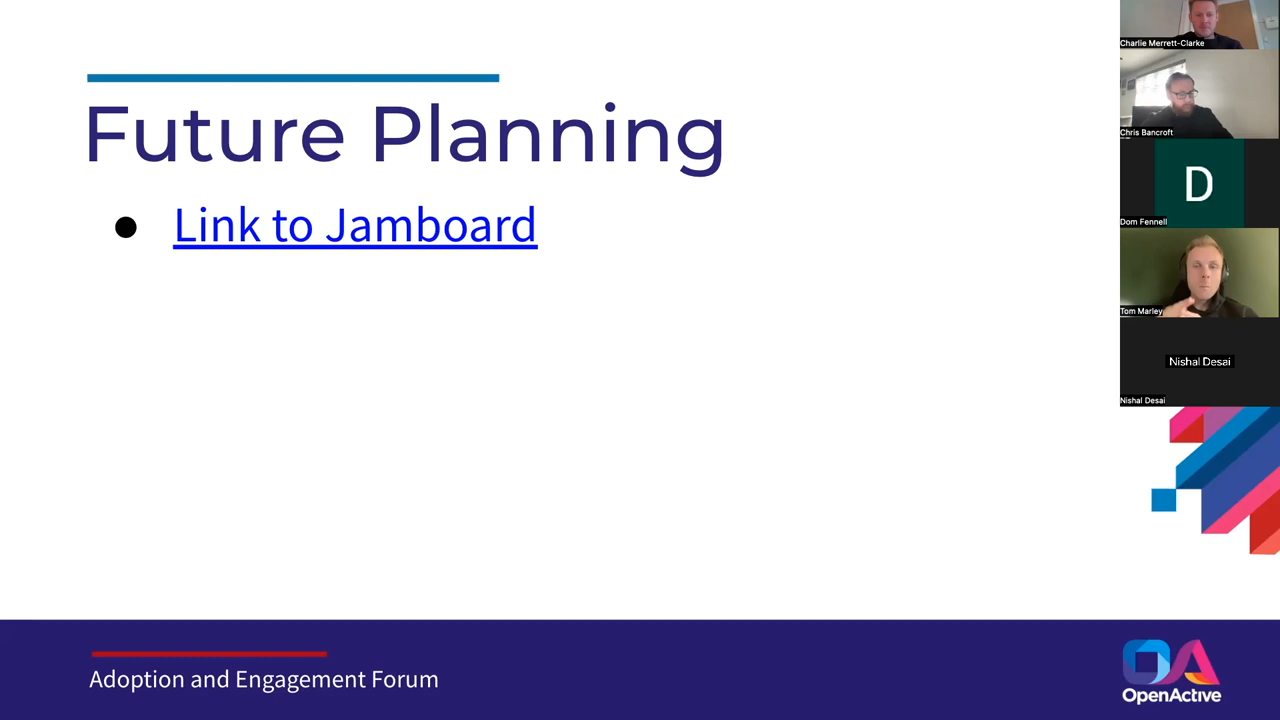 Future Planning
● Link to Jamboard
Charlie Merrett-Clarke
Chris Bancroft
D
Dom Fennell
Tom Marley
Nishal Desai
Nishal Desai
Adoption and Engagement Forum
OA
OpenActive